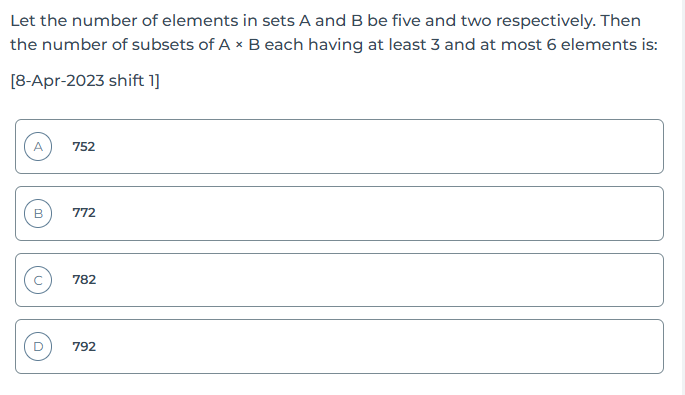 Let the number of elements in sets A and B be five and two respectively. Then
the number of subsets of A × B each having at least 3 and at most 6 elements is:
[8-Apr-2023 shift 1]
A 752
B 772
C 782
D 792